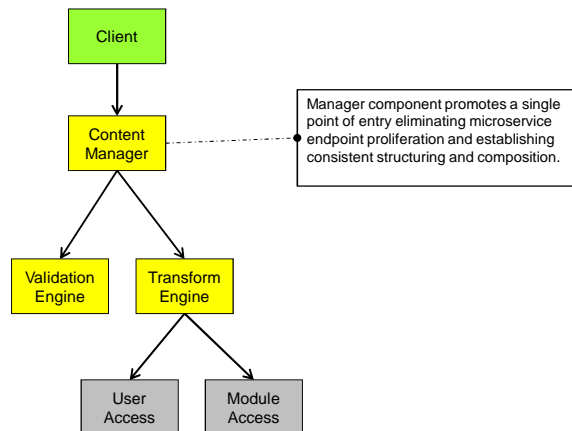 Client
Content
Manager
Manager component promotes a single
point of entry eliminating microservice
endpoint proliferation and establishing
consistent structuring and composition.
Validation
Engine
Transform
Engine
User
Access
Module
Access